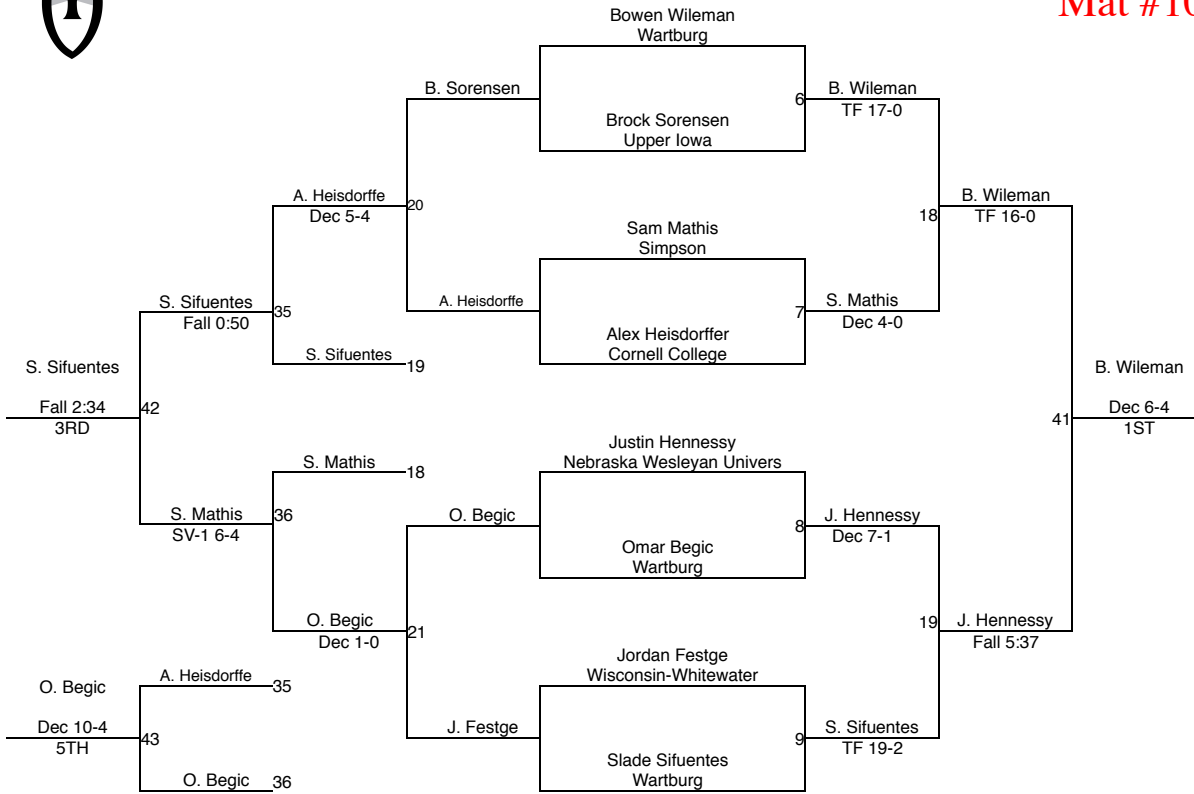 Mat #10
Bowen Wileman
Wartburg
B. Sorensen
6
B. Wileman
TF 17-0
Brock Sorensen
Upper Iowa
A. Heisdorffe
Dec 5-4
20
18
B. Wileman
TF 16-0
Sam Mathis
Simpson
S. Sifuentes
Fall 0:50
35
A. Heisdorffe
7
S. Mathis
Dec 4-0
Alex Heisdorffer
Cornell College
S. Sifuentes
19
S. Sifuentes
Fall 2:34
3RD
42
B. Wileman
41
Dec 6-4
1ST
Justin Hennessy
Nebraska Wesleyan Univers
S. Mathis
18
S. Mathis
SV-1 6-4
36
O. Begic
8
J. Hennessy
Dec 7-1
Omar Begic
Wartburg
O. Begic
Dec 1-0
21
19
J. Hennessy
Fall 5:37
Jordan Festge
Wisconsin-Whitewater
A. Heisdorffe
35
O. Begic
Dec 10-4
5TH
43
J. Festge
9
S. Sifuentes
TF 19-2
Slade Sifuentes
Wartburg
O. Begic
36